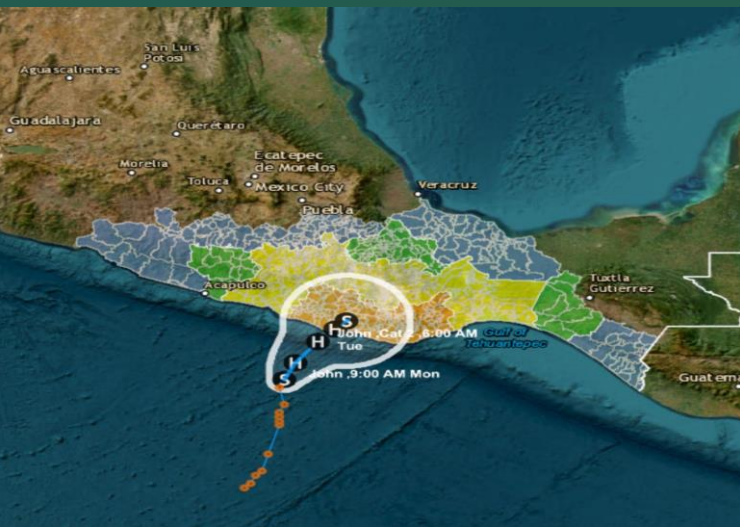 San Luis
Potosí
Aguascalientes
Guadalajara
Querétaro
Morelia
Ecatepec
de Morelos
Toluca
Mexico City
Veracruz
Puebla
Tuxtla
Gutiérrez
Acapulco
S
H
John ,Cat 6:00 AM
Tue
Gulf of
Tehuantepec
H
H
John ,9:00 AM Mon
S
Guatem